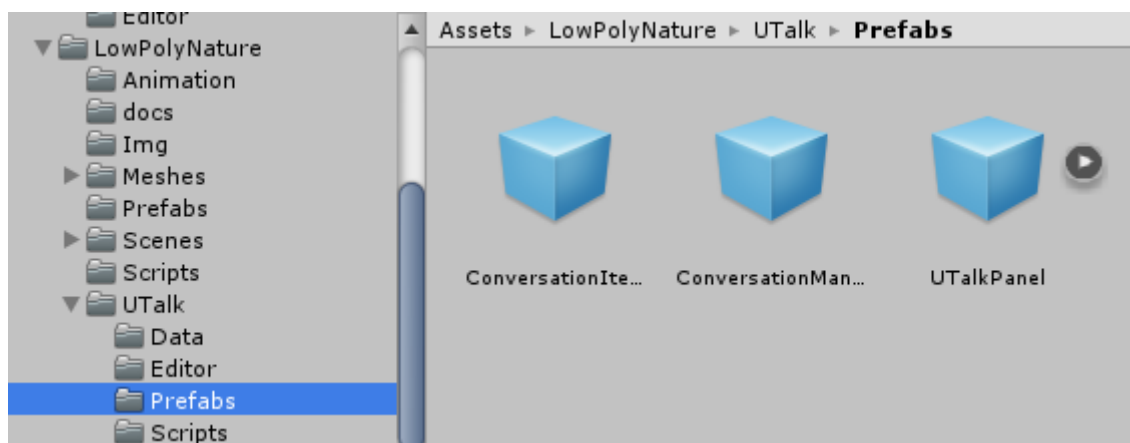 Editor
LowPolyNature
Animation
docs
Img
Meshes
Prefabs
Scenes
Scripts
UTalk
Data
Editor
Prefabs
Scripts
Assets ▸ LowPolyNature ▸ UTalk ▸ Prefabs
ConversationIte... ConversationMan... UTalkPanel